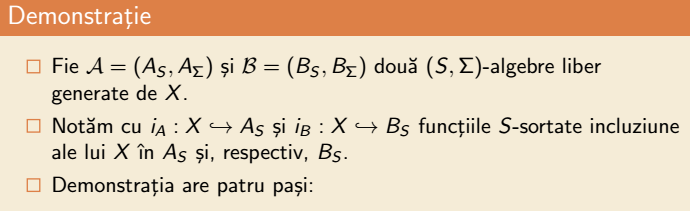 Demonstrație
□ Fie 𝒜 = (A_S, A_Σ) și ℬ = (B_S, B_Σ) două (S, Σ)-algebre liber
generate de X.
□ Notăm cu i_A : X ↪ A_S și i_B : X ↪ B_S funcțiile S-sortate incluziune
ale lui X în A_S și, respectiv, B_S.
□ Demonstrația are patru pași: